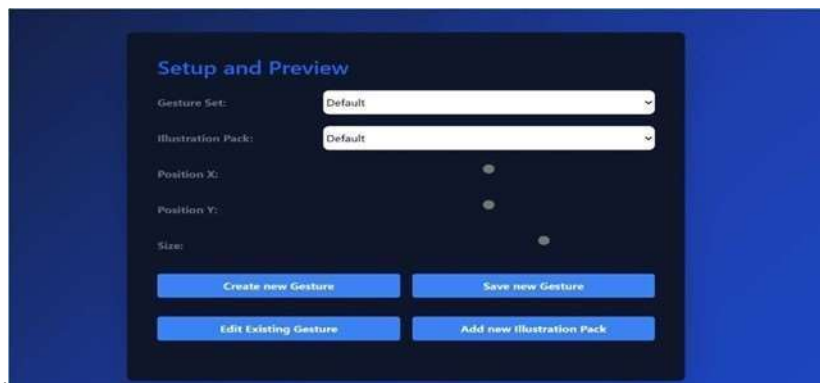 Setup and Preview
Gesture Set: Default
Illustration Pack: Default
Position X:
Position Y:
Size:
Create new Gesture Save new Gesture
Edit Existing Gesture Add new Illustration Pack